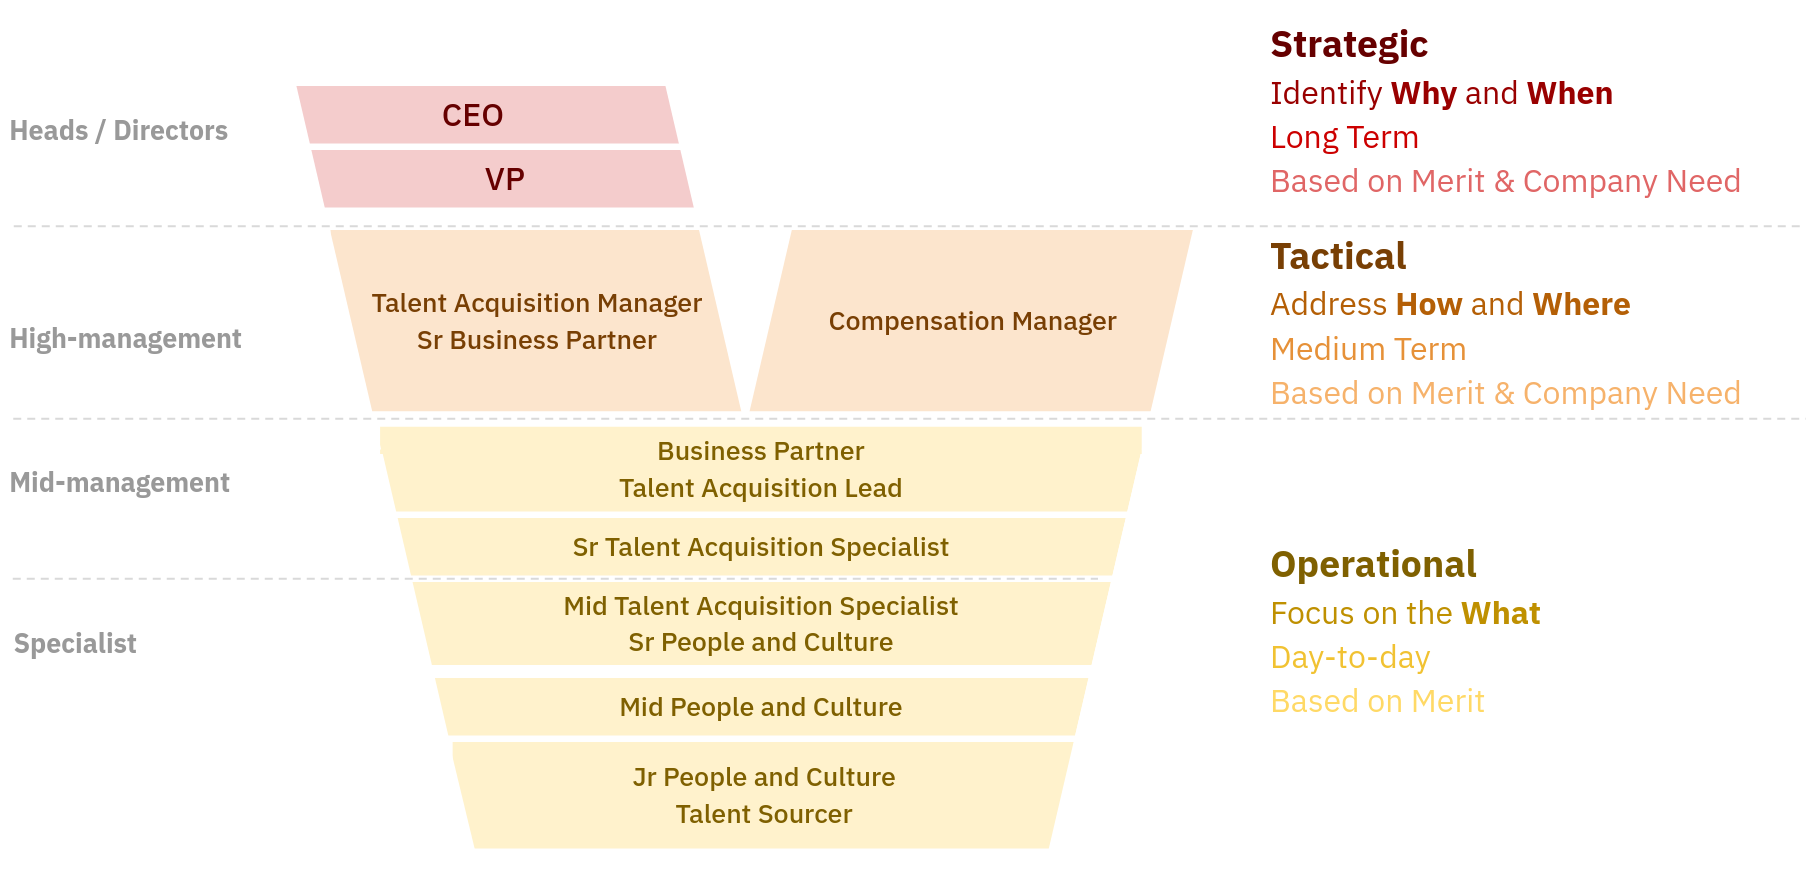 Strategic
Identify Why and When
Long Term
Based on Merit & Company Need
Heads / Directors
CEO
VP
Tactical
Address How and Where
Medium Term
Based on Merit & Company Need
High-management
Talent Acquisition Manager
Sr Business Partner
Compensation Manager
Mid-management
Business Partner
Talent Acquisition Lead
Sr Talent Acquisition Specialist
Operational
Focus on the What
Day-to-day
Based on Merit
Specialist
Mid Talent Acquisition Specialist
Sr People and Culture
Mid People and Culture
Jr People and Culture
Talent Sourcer